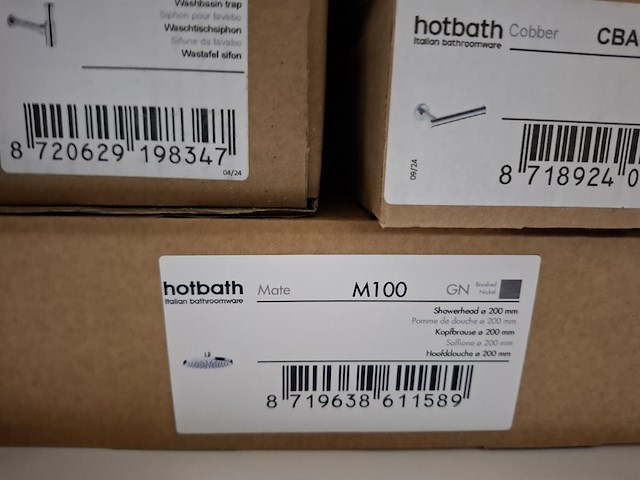 Washbasin trap
Siphon pour lavabo
Waschtischsiphon
Sifone da lavabo
Wastafel sifon
8 720629 198347
04/24
hotbath Cobber CBA
Italian bathroomware
09/24
8 718924 0
hotbath Mate M100 GN Brushed Nickel
Italian bathroomware
Showerhead ø 200 mm
Pomme de douche ø 200 mm
Kopfbrause ø 200 mm
Soffione ø 200 mm
Hoofddouche ø 200 mm
8 719638 611589